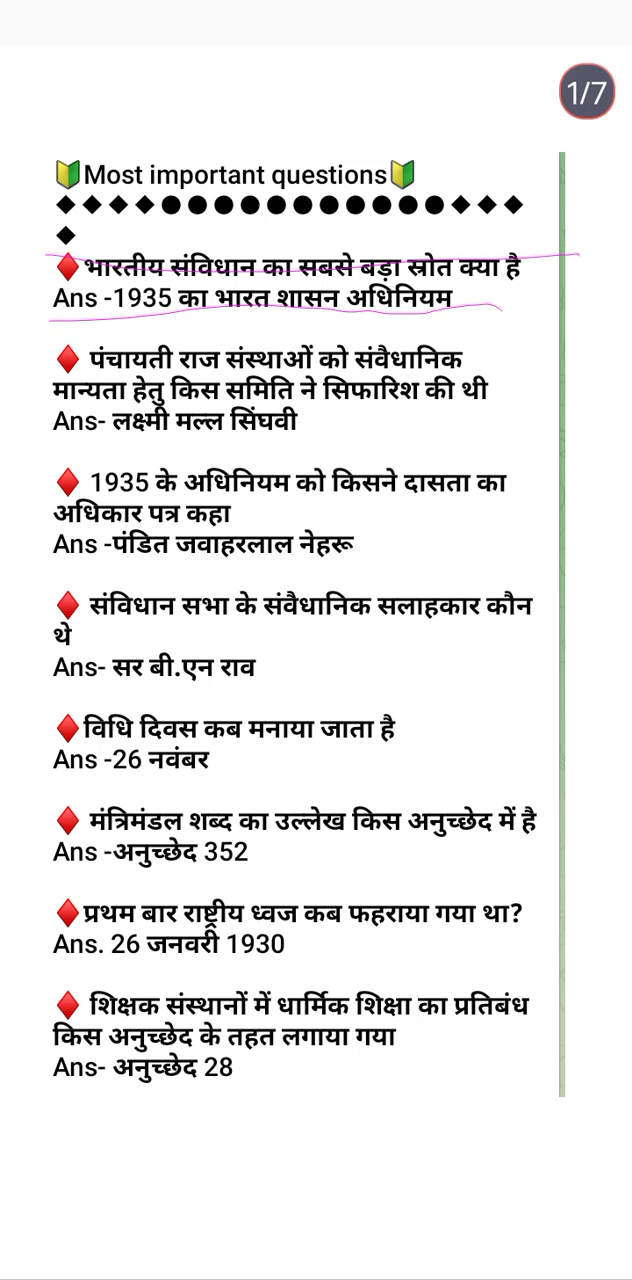 1/7
🔰Most important questions🔰
◆◆◆◆●●●●●●●●●●●◆◆◆
◆
♦️भारतीय संविधान का सबसे बड़ा स्रोत क्या है
Ans -1935 का भारत शासन अधिनियम
♦️ पंचायती राज संस्थाओं को संवैधानिक
मान्यता हेतु किस समिति ने सिफारिश की थी
Ans- लक्ष्मी मल्ल सिंघवी
♦️ 1935 के अधिनियम को किसने दासता का
अधिकार पत्र कहा
Ans -पंडित जवाहरलाल नेहरू
♦️ संविधान सभा के संवैधानिक सलाहकार कौन
थे
Ans- सर बी.एन राव
♦️विधि दिवस कब मनाया जाता है
Ans -26 नवंबर
♦️ मंत्रिमंडल शब्द का उल्लेख किस अनुच्छेद में है
Ans -अनुच्छेद 352
♦️प्रथम बार राष्ट्रीय ध्वज कब फहराया गया था?
Ans. 26 जनवरी 1930
♦️ शिक्षक संस्थानों में धार्मिक शिक्षा का प्रतिबंध
किस अनुच्छेद के तहत लगाया गया
Ans- अनुच्छेद 28